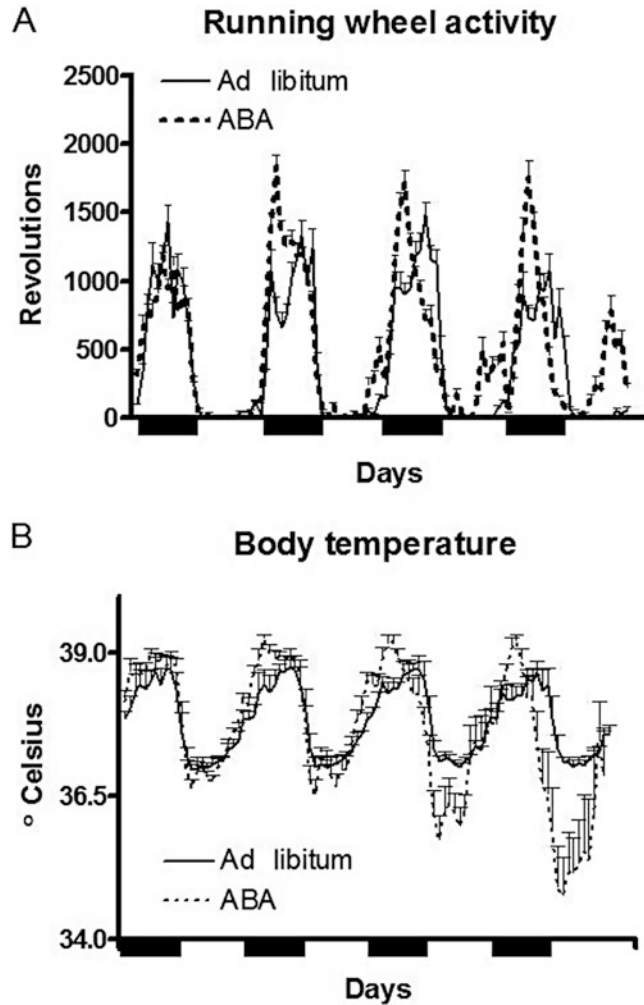 A
Running wheel activity
2500
2000
1500
1000
500
0
Revolutions
Ad libitum
ABA
Days
B
Body temperature
39.0
36.5
34.0
° Celsius
Ad libitum
ABA
Days